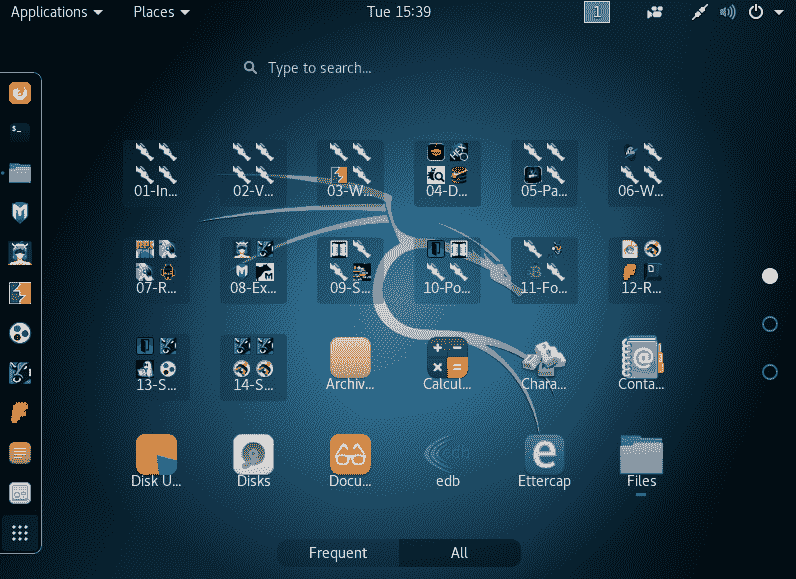 Applications Places Tue 15:39 1
Type to search...
01-In... 02-V... 03-W... 04-D... 05-Pa... 06-W...
07-R... 08-Ex... 09-S... 10-Po... 11-Fo... 12-R...
13-S... 14-S... Archiv... Calcul... Chara... Conta...
Disk U... Disks Docu... edb Ettercap Files
Frequent All